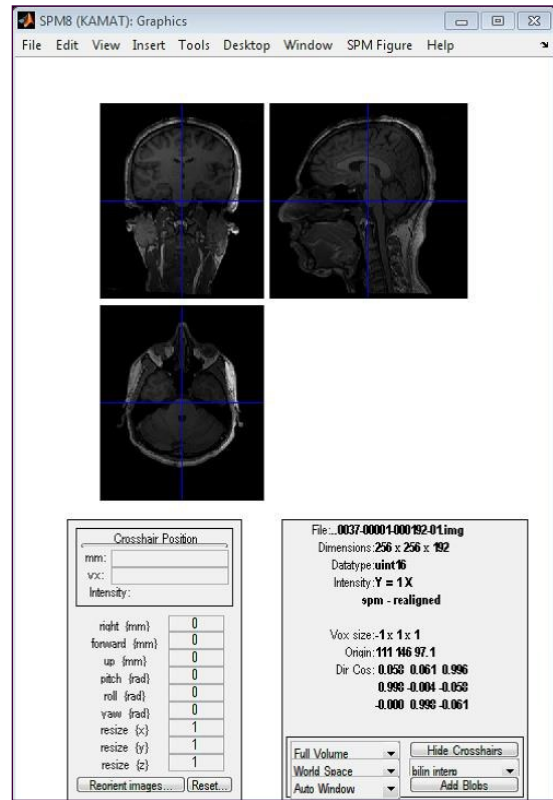 SPM8 (KAMAT): Graphics
File Edit View Insert Tools Desktop Window SPM Figure Help
Crosshair Position
mm:
vx:
Intensity:
right {mm} 0
forward {mm} 0
up {mm} 0
pitch {rad} 0
roll {rad} 0
yaw {rad} 0
resize {x} 1
resize {y} 1
resize {z} 1
Reorient images... Reset...
File:...0037-00001-000192-01.img
Dimensions: 256 x 256 x 192
Datatype: uint16
Intensity: Y = 1 X
spm - realigned
Vox size: -1 x 1 x 1
Origin: 111 146 97.1
Dir Cos: 0.058 0.061 0.996
0.998 -0.004 -0.058
-0.000 0.998 -0.061
Full Volume Hide Crosshairs
World Space bilin interp
Auto Window Add Blobs